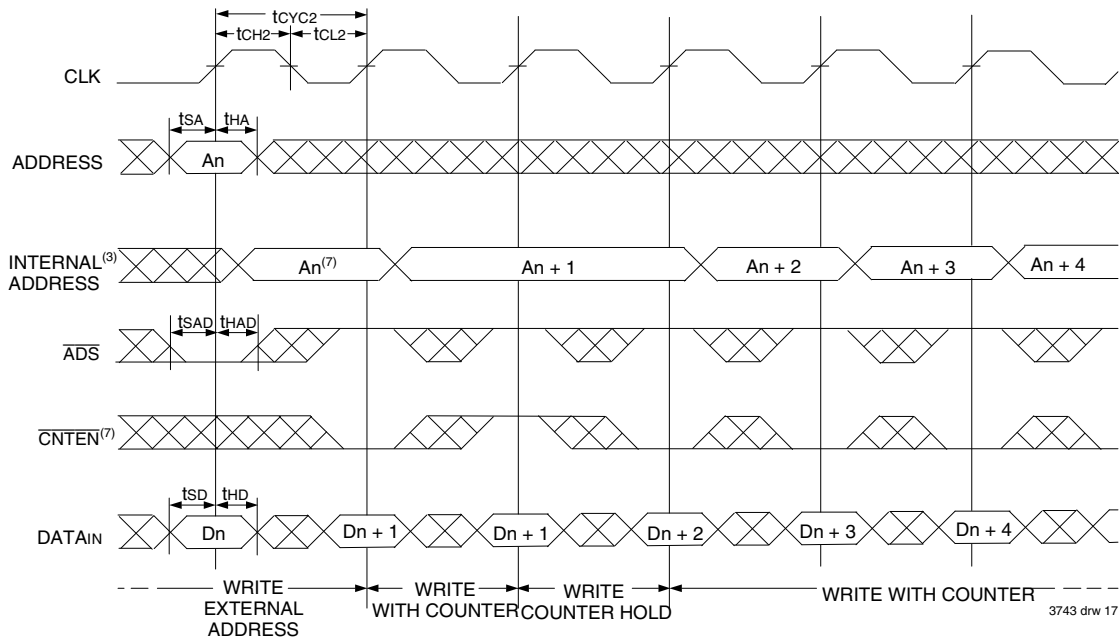 tCYC2
tCH2 tCL2
CLK
tSA tHA
ADDRESS An
INTERNAL(3)
ADDRESS An(7) An + 1 An + 2 An + 3 An + 4
tSAD tHAD
ADS
CNTEN(7)
tSD tHD
DATAIN Dn Dn + 1 Dn + 1 Dn + 2 Dn + 3 Dn + 4
WRITE
EXTERNAL
ADDRESS
WRITE
WITH COUNTER
WRITE
COUNTER HOLD
WRITE WITH COUNTER
3743 drw 17